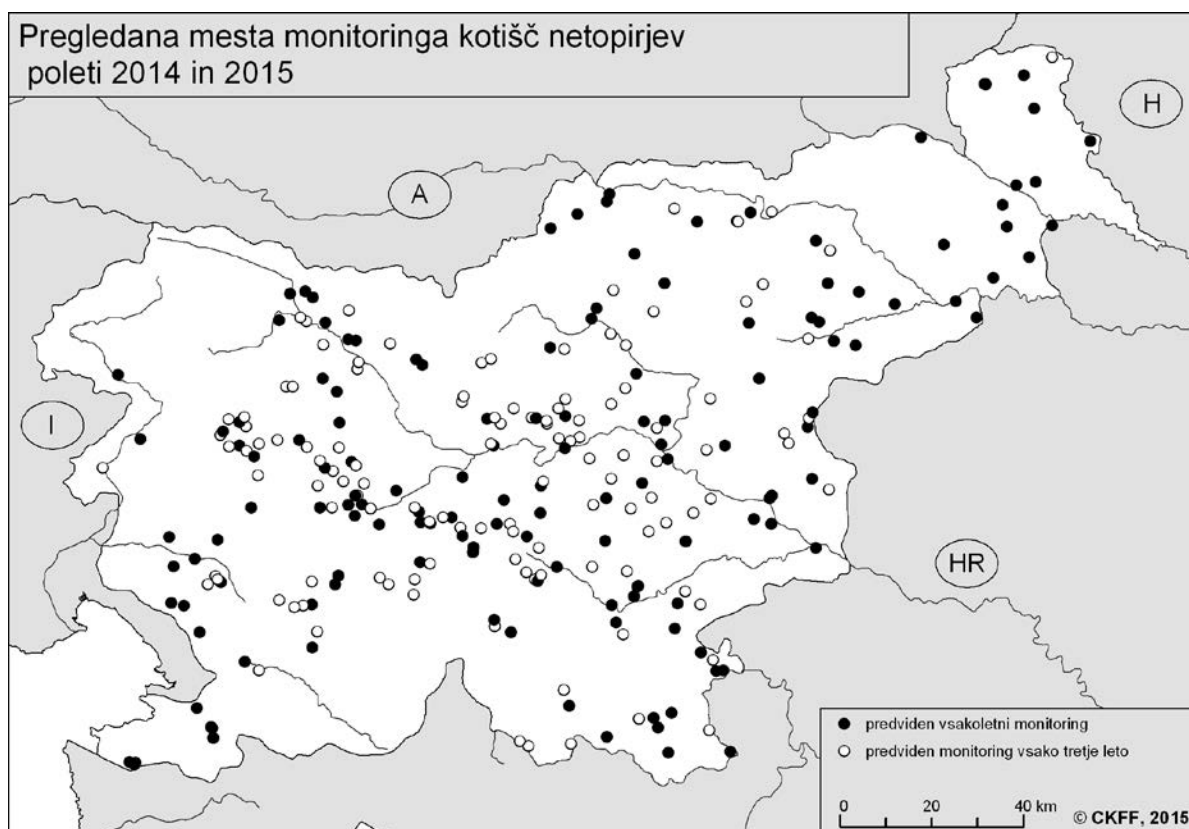 Pregledana mesta monitoringa kotišč netopirjev
poleti 2014 in 2015
H
A
I
HR
predviden vsakoletni monitoring
predviden monitoring vsako tretje leto
0 20 40 km
© CKFF, 2015